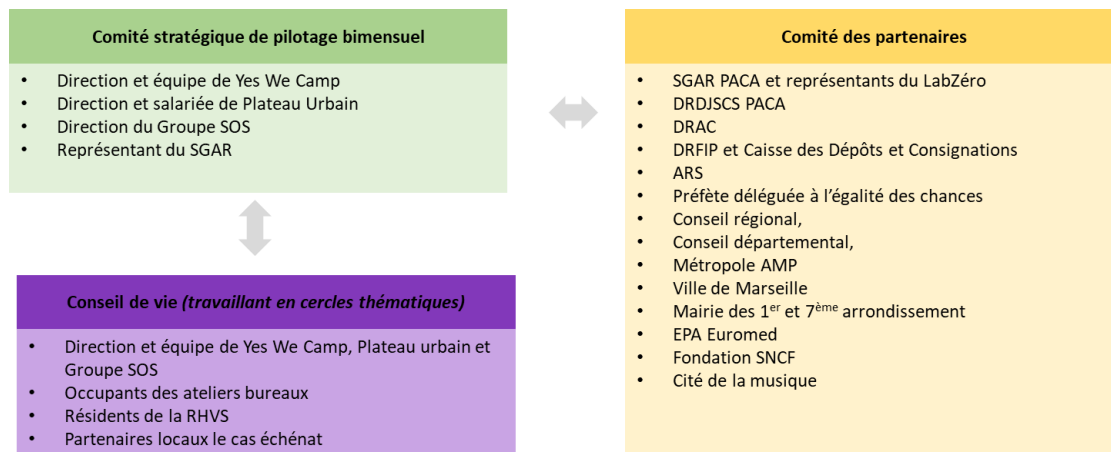 Comité stratégique de pilotage bimensuel
• Direction et équipe de Yes We Camp
• Direction et salariée de Plateau Urbain
• Direction du Groupe SOS
• Représentant du SGAR
Conseil de vie (travaillant en cercles thématiques)
• Direction et équipe de Yes We Camp, Plateau urbain et
Groupe SOS
• Occupants des ateliers bureaux
• Résidents de la RHVS
• Partenaires locaux le cas échénat
Comité des partenaires
• SGAR PACA et représentants du LabZéro
• DRDJSCS PACA
• DRAC
• DRFIP et Caisse des Dépôts et Consignations
• ARS
• Préfète déléguée à l’égalité des chances
• Conseil régional,
• Conseil départemental,
• Métropole AMP
• Ville de Marseille
• Mairie des 1er et 7ème arrondissement
• EPA Euromed
• Fondation SNCF
• Cité de la musique